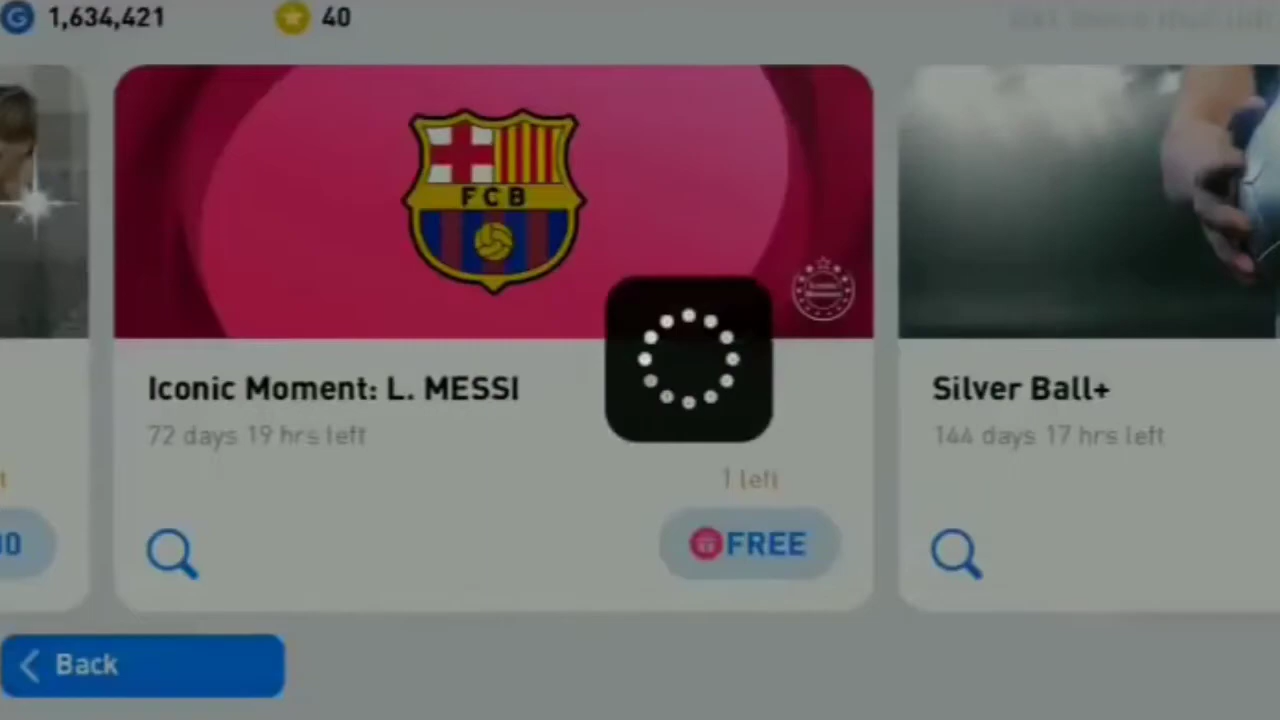 1,634,421
40
FCB
Iconic Moment: L. MESSI
72 days 19 hrs left
1 left
FREE
Silver Ball+
144 days 17 hrs left
Back